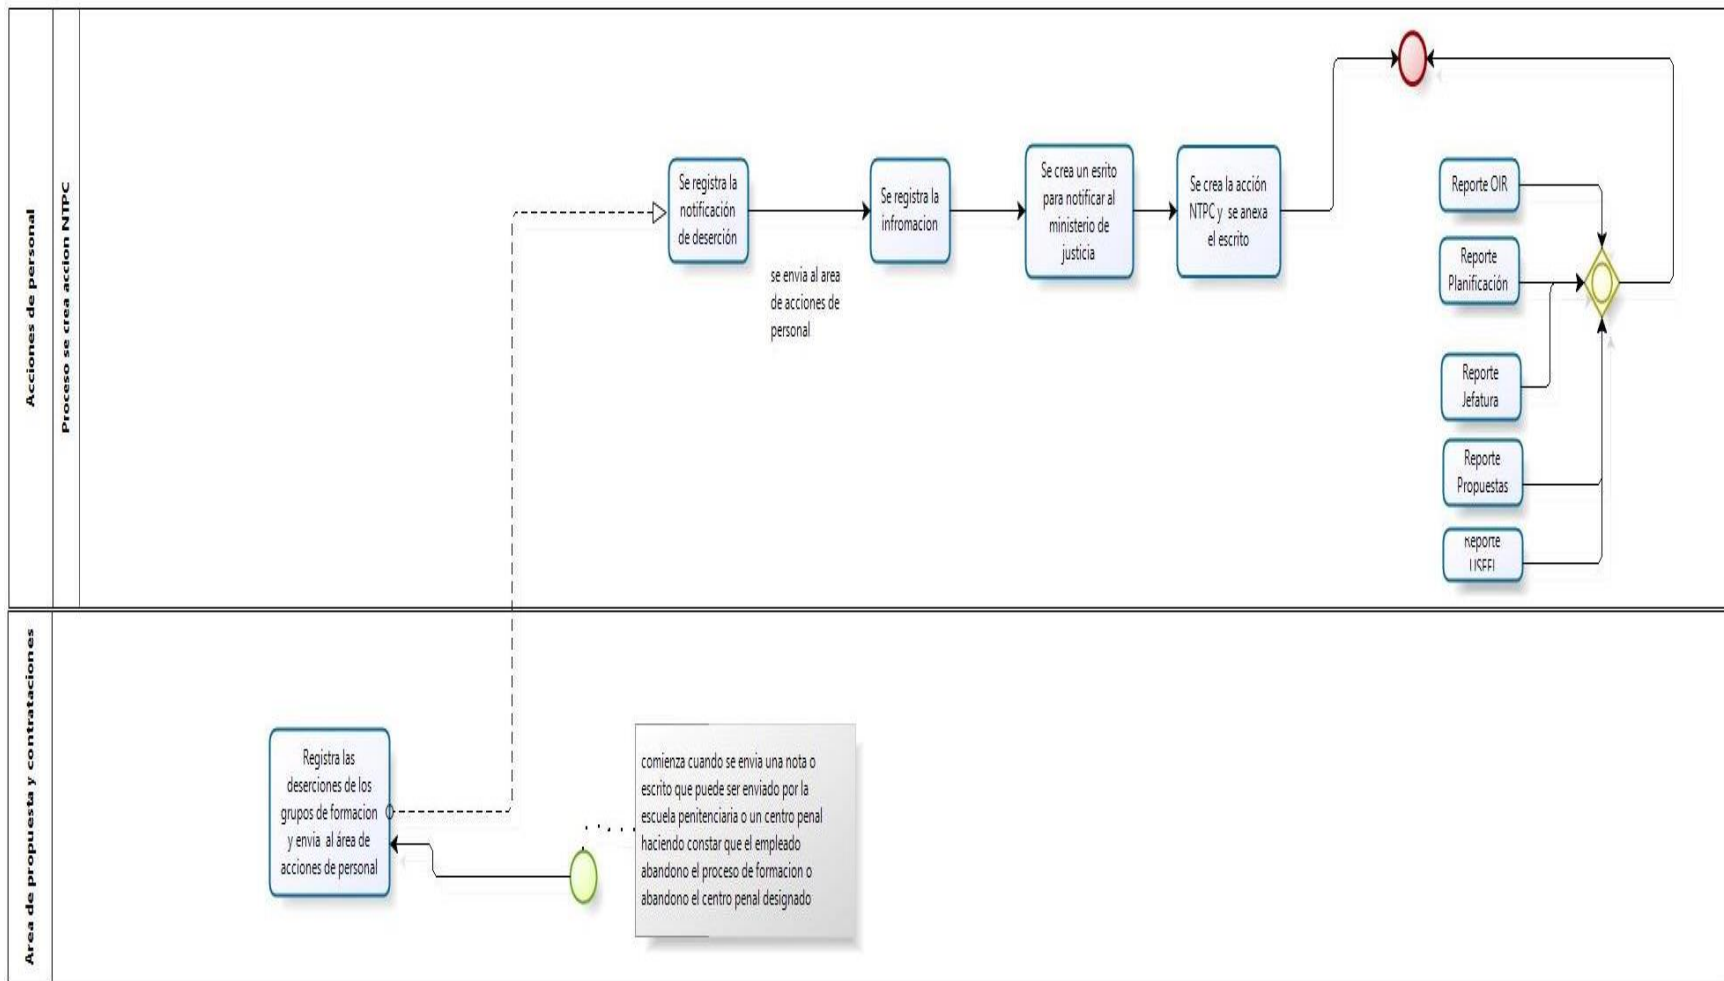 Acciones de personal
Proceso se crea accion NTPC
Se registra la
notificación
de deserción
se envia al area
de acciones de
personal
Se registra la
infromacion
Se crea un esrito
para notificar al
ministerio de
justicia
Se crea la acción
NTPC y se anexa
el escrito
Reporte OIR
Reporte
Planificación
Reporte
Jefatura
Reporte
Propuestas
Reporte
Area de propuesta y contrataciones
Registra las
deserciones de los
grupos de formacion
y envia al área de
acciones de personal
comienza cuando se envia una nota o
escrito que puede ser enviado por la
escuela penitenciaria o un centro penal
haciendo constar que el empleado
abandono el proceso de formacion o
abandono el centro penal designado